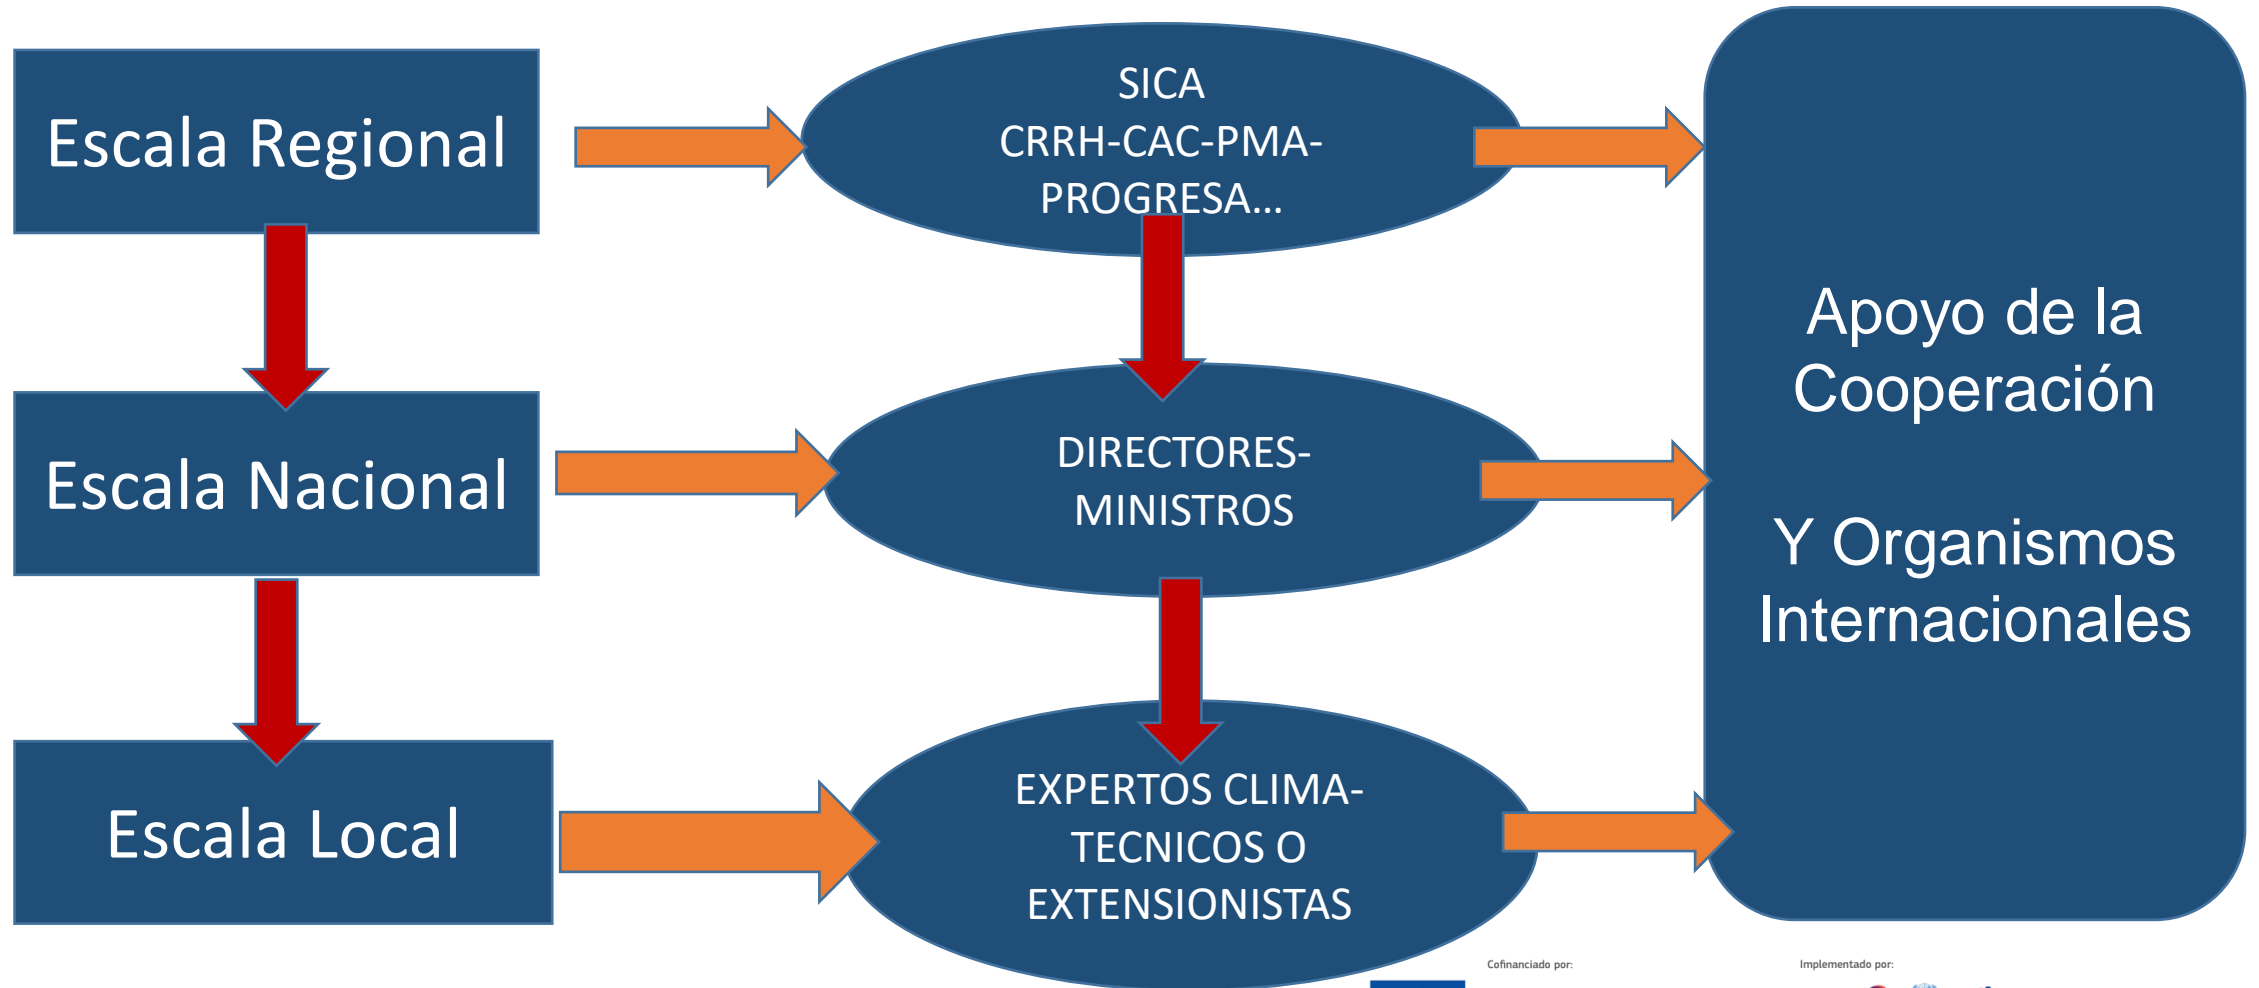 Escala Regional
SICA
CRRH-CAC-PMA-
PROGRESA...
Escala Nacional
DIRECTORES-
MINISTROS
Escala Local
EXPERTOS CLIMA-
TECNICOS O
EXTENSIONISTAS
Apoyo de la
Cooperación
Y Organismos
Internacionales
Cofinanciado por:
Implementado por: